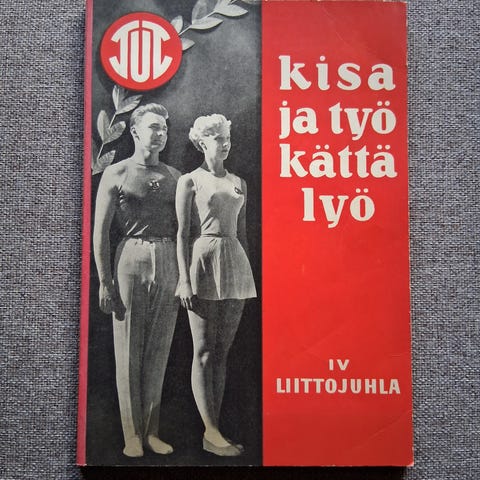 TUL
kisa
ja työ
kättä
lyö
IV
LIITTOJUHLA